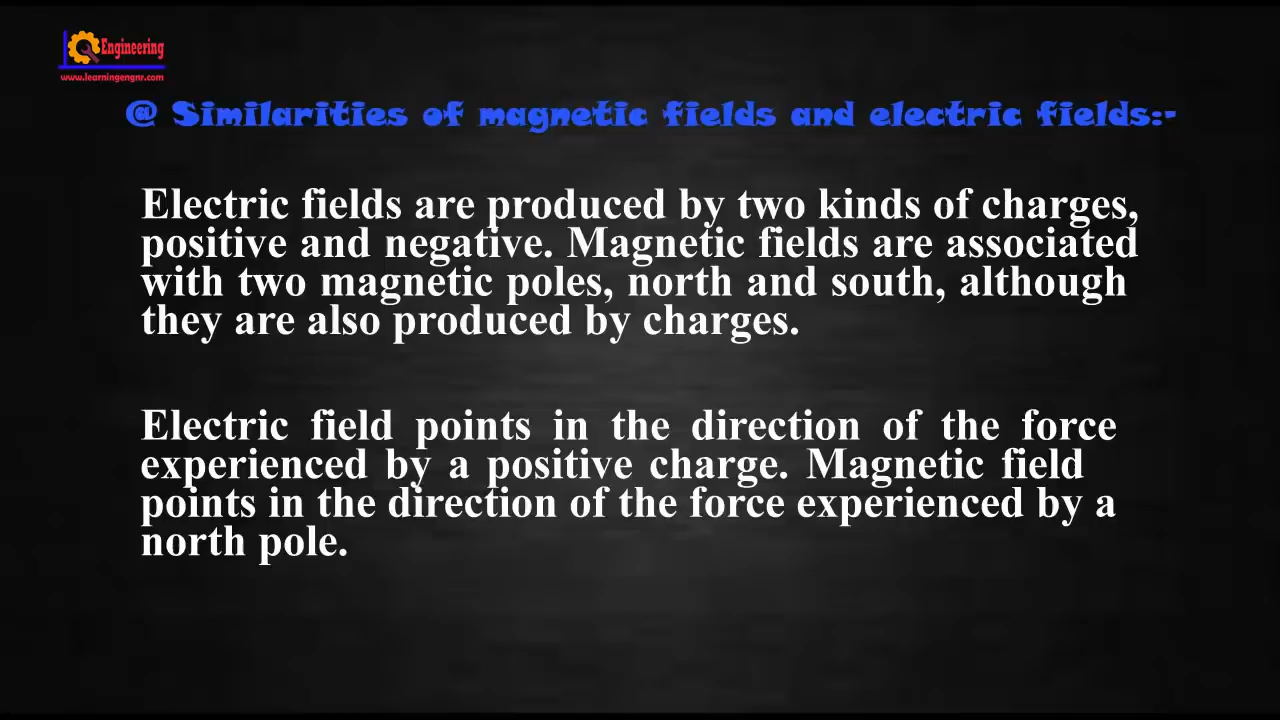 Engineering
www.learningengnr.com
@ Similarities of magnetic fields and electric fields:-
Electric fields are produced by two kinds of charges,
positive and negative. Magnetic fields are associated
with two magnetic poles, north and south, although
they are also produced by charges.
Electric field points in the direction of the force
experienced by a positive charge. Magnetic field
points in the direction of the force experienced by a
north pole.